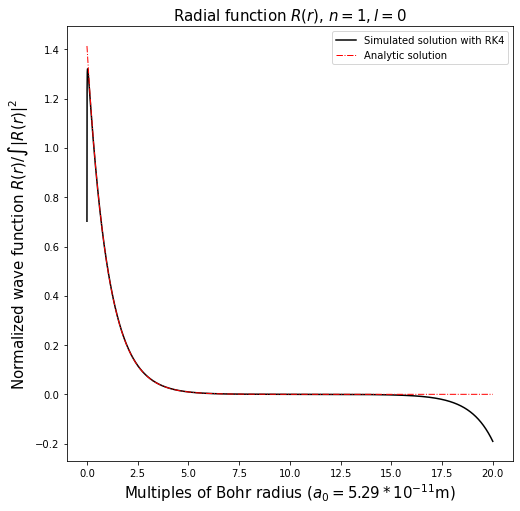 Radial function R(r), n = 1, l = 0
Simulated solution with RK4
Analytic solution
Normalized wave function R(r)/∫|R(r)|²
1.4
1.2
1.0
0.8
0.6
0.4
0.2
0.0
−0.2
0.0 2.5 5.0 7.5 10.0 12.5 15.0 17.5 20.0
Multiples of Bohr radius (a₀ = 5.29 * 10⁻¹¹m)